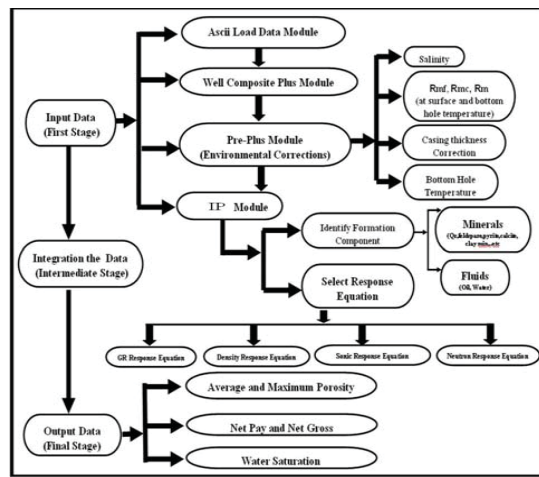 Ascii Load Data Module
Well Composite Plus Module
Input Data
(First Stage)
Pre-Plus Module
(Environmental Corrections)
Salinity
Rmf, Rmc, Rm
(at surface and bottom
hole temperature)
Casing thickness
Correction
Bottom Hole
Temperature
IP Module
Integration the Data
(Intermediate Stage)
Identify Formation
Component
Minerals
Fluids
(Oil, Water)
Select Response
Equation
GR Response Equation
Density Response Equation
Sonic Response Equation
Neutron Response Equation
Output Data
(Final Stage)
Average and Maximum Porosity
Net Pay and Net Gross
Water Saturation